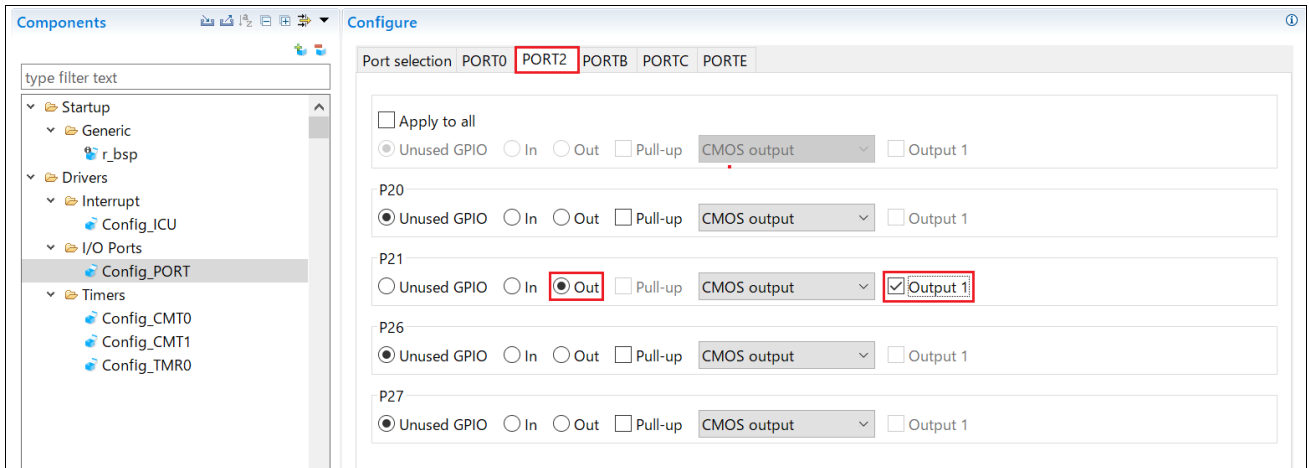 Components
type filter text
Startup
Generic
r_bsp
Drivers
Interrupt
Config_ICU
I/O Ports
Config_PORT
Timers
Config_CMT0
Config_CMT1
Config_TMR0
Configure
Port selection PORT0 PORT2 PORTB PORTC PORTE
Apply to all
Unused GPIO In Out Pull-up CMOS output Output 1
P20
Unused GPIO In Out Pull-up CMOS output Output 1
P21
Unused GPIO In Out Pull-up CMOS output Output 1
P26
Unused GPIO In Out Pull-up CMOS output Output 1
P27
Unused GPIO In Out Pull-up CMOS output Output 1